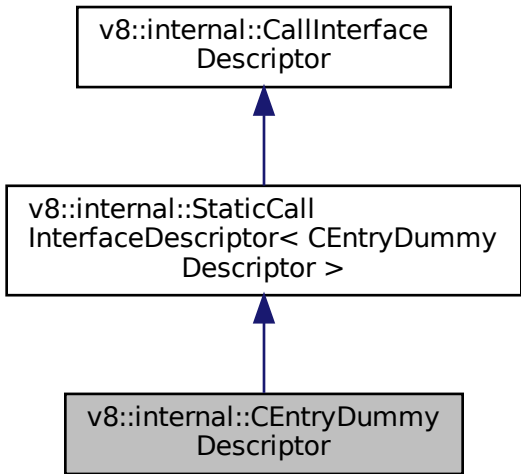 v8::internal::CallInterface
Descriptor
v8::internal::StaticCall
InterfaceDescriptor< CEntryDummy
Descriptor >
v8::internal::CEntryDummy
Descriptor